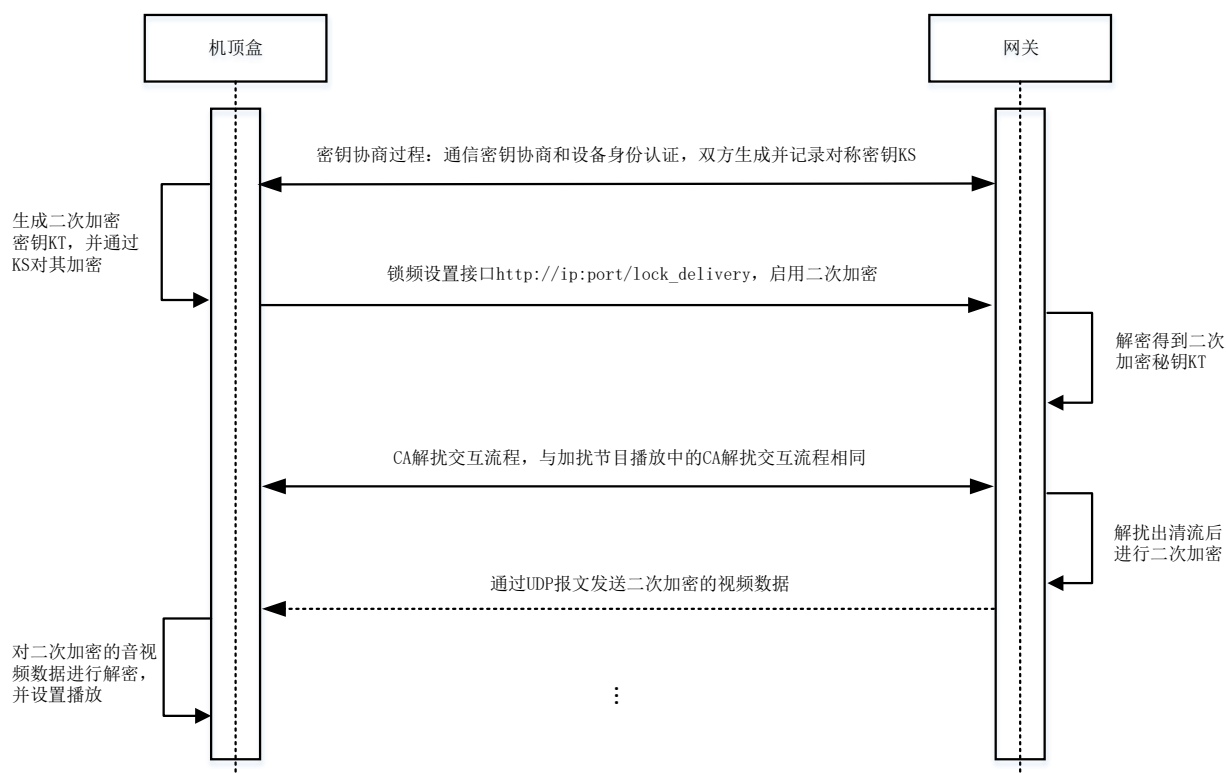 机顶盒
网关
密钥协商过程：通信密钥协商和设备身份认证，双方生成并记录对称密钥KS
生成二次加密
密钥KT，并通过
KS对其加密
锁频设置接口http://ip:port/lock_delivery，启用二次加密
解密得到二次
加密秘钥KT
CA解扰交互流程，与加扰节目播放中的CA解扰交互流程相同
解扰出清流后
进行二次加密
通过UDP报文发送二次加密的视频数据
对二次加密的音视
频数据进行解密，
并设置播放
…